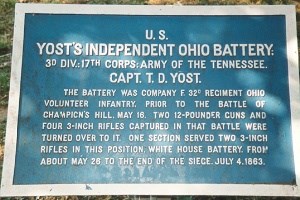 U.S.
YOST'S INDEPENDENT OHIO BATTERY:
3D DIV.: 17TH CORPS: ARMY OF THE TENNESSEE.
CAPT. T. D. YOST.
THE BATTERY WAS COMPANY F. 32D REGIMENT OHIO
VOLUNTEER INFANTRY, PRIOR TO THE BATTLE OF
CHAMPION'S HILL, MAY 16. TWO 12-POUNDER GUNS AND
FOUR 3-INCH RIFLES CAPTURED IN THAT BATTLE WERE
TURNED OVER TO IT. ONE SECTION SERVED TWO 3-INCH
RIFLES IN THIS POSITION, WHITE HOUSE BATTERY, FROM
ABOUT MAY 28 TO THE END OF THE SIEGE, JULY 4, 1863.